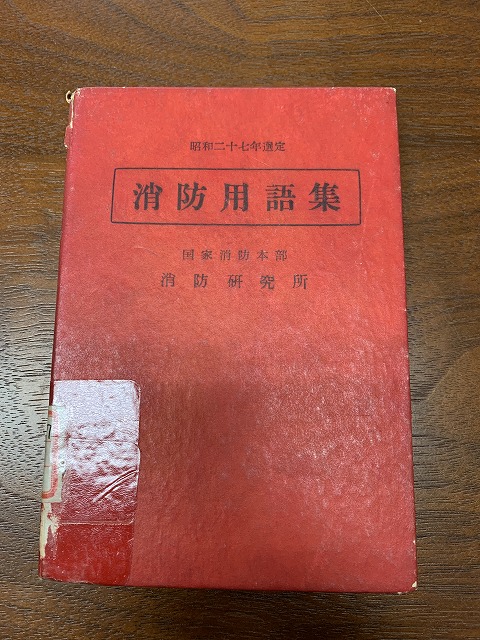 昭和二十七年選定
消防用語集
国家消防本部
消防研究所